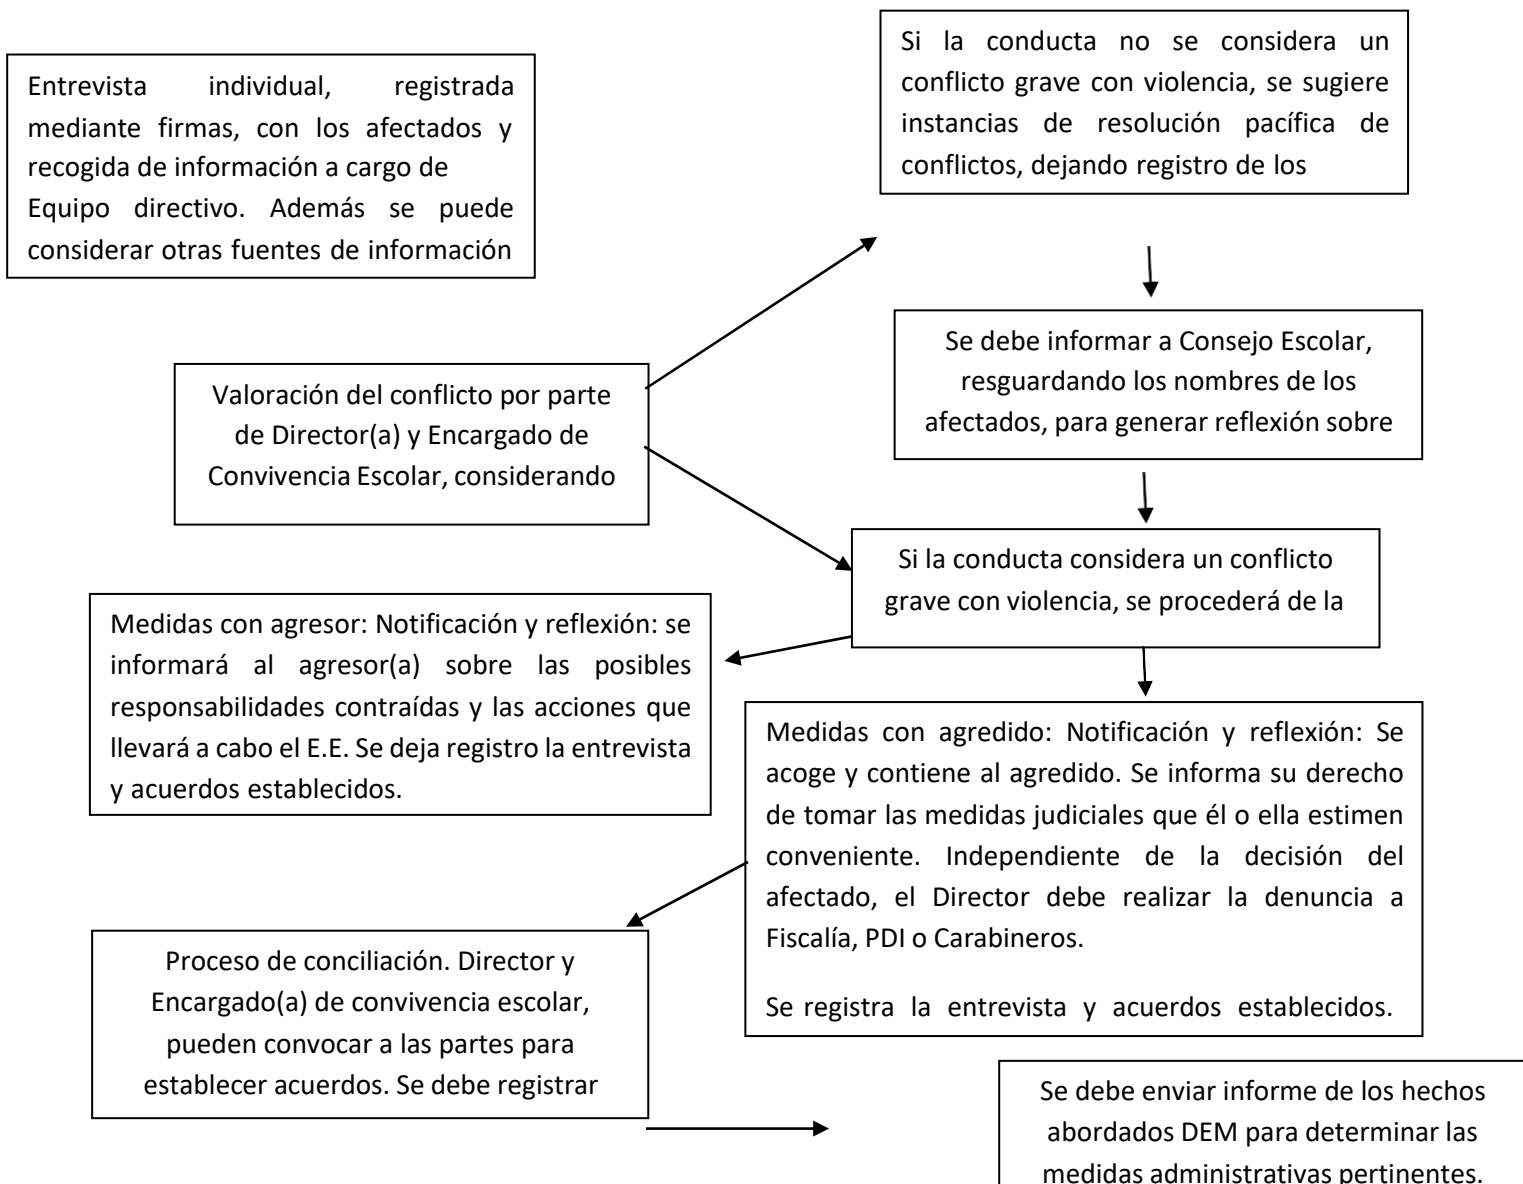 Entrevista individual, registrada
mediante firmas, con los afectados y
recogida de información a cargo de
Equipo directivo. Además se puede
considerar otras fuentes de información
Si la conducta no se considera un
conflicto grave con violencia, se sugiere
instancias de resolución pacífica de
conflictos, dejando registro de los
Valoración del conflicto por parte
de Director(a) y Encargado de
Convivencia Escolar, considerando
Se debe informar a Consejo Escolar,
resguardando los nombres de los
afectados, para generar reflexión sobre
Si la conducta considera un conflicto
grave con violencia, se procederá de la
Medidas con agresor: Notificación y reflexión: se
informará al agresor(a) sobre las posibles
responsabilidades contraídas y las acciones que
llevará a cabo el E.E. Se deja registro la entrevista
y acuerdos establecidos.
Medidas con agredido: Notificación y reflexión: Se
acoge y contiene al agredido. Se informa su derecho
de tomar las medidas judiciales que él o ella estimen
conveniente. Independiente de la decisión del
afectado, el Director debe realizar la denuncia a
Fiscalía, PDI o Carabineros.
Se registra la entrevista y acuerdos establecidos.
Proceso de conciliación. Director y
Encargado(a) de convivencia escolar,
pueden convocar a las partes para
establecer acuerdos. Se debe registrar
Se debe enviar informe de los hechos
abordados DEM para determinar las
medidas administrativas pertinentes.